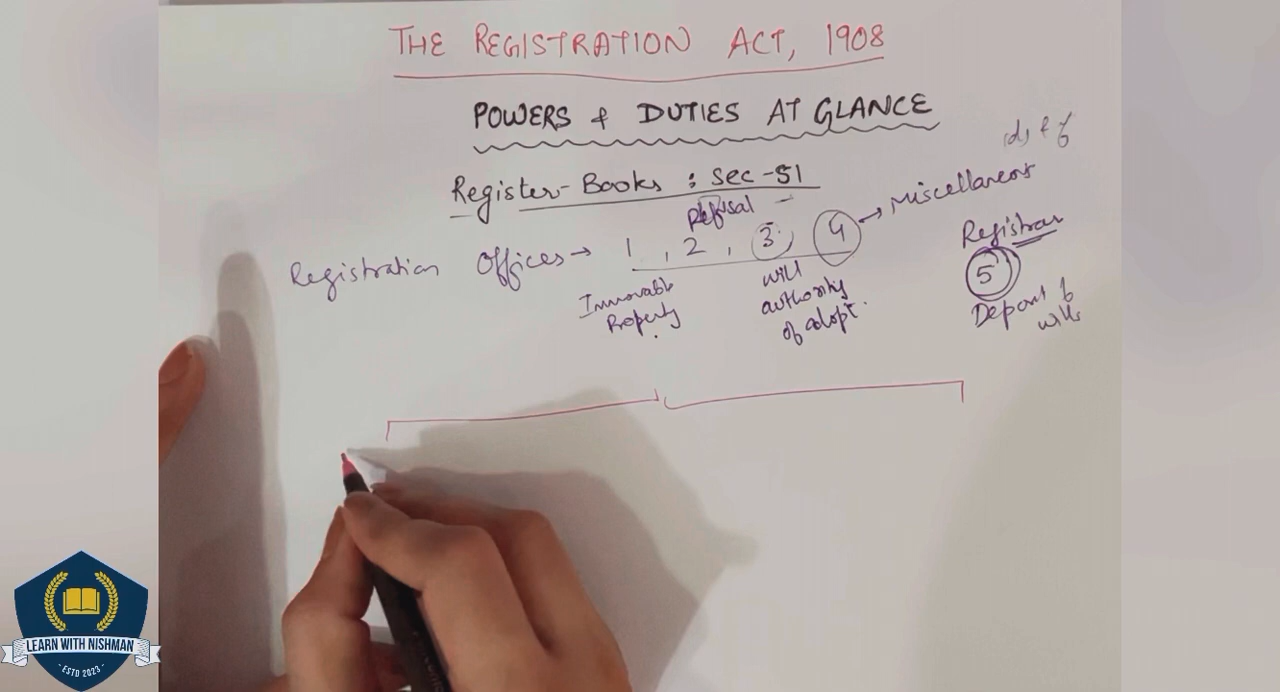 THE REGISTRATION ACT, 1908
POWERS & DUTIES AT GLANCE
d, e f
Register-Books : Sec-51
Refusal
Miscellaneous
Registrar
Registration Offices → 1, 2, 3, 4
5
Immovable Property
will authority of adopt.
Deposit of wills
LEARN WITH NISHMAN
- ESTD 2023 -